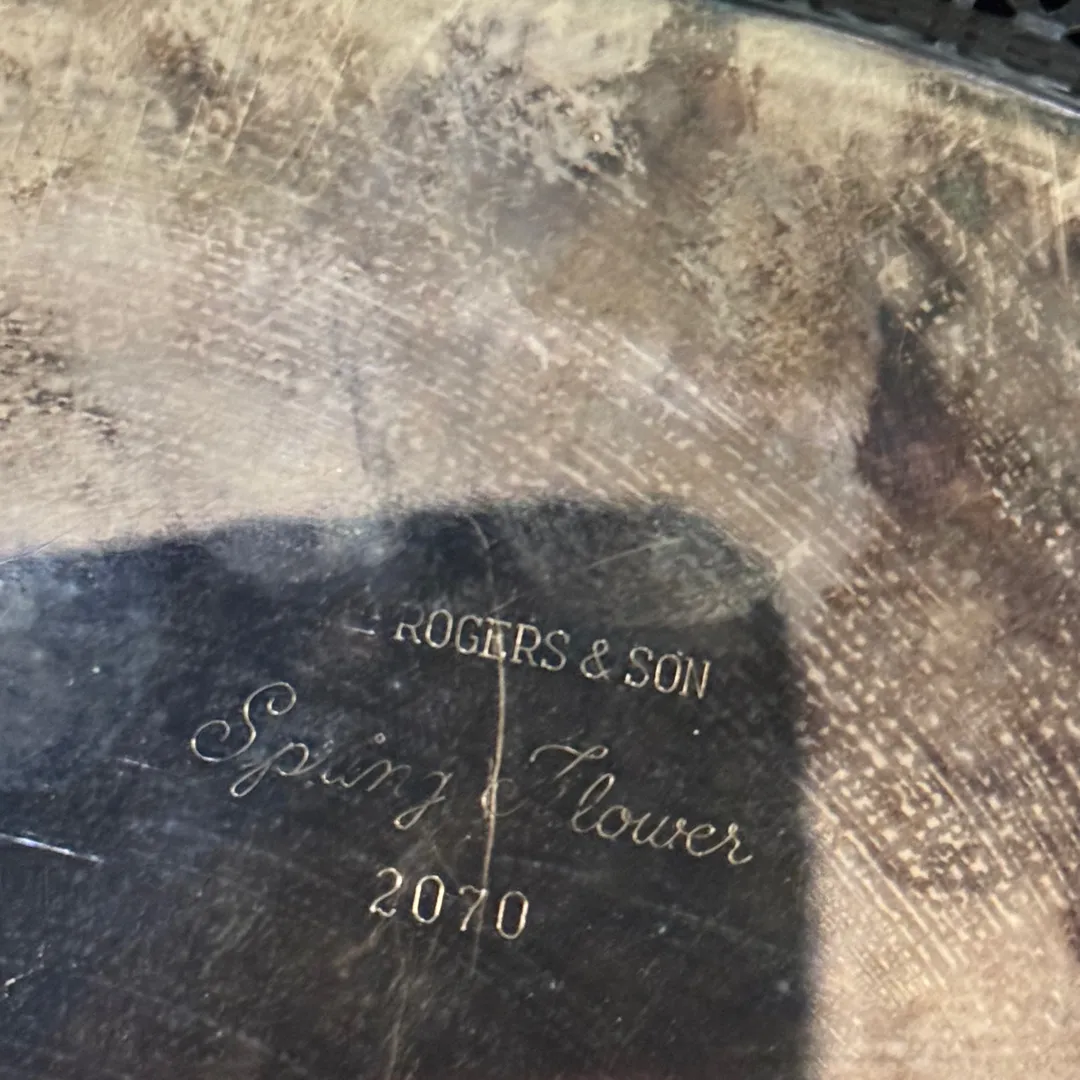 ROGERS & SON
Spring Flower
2070